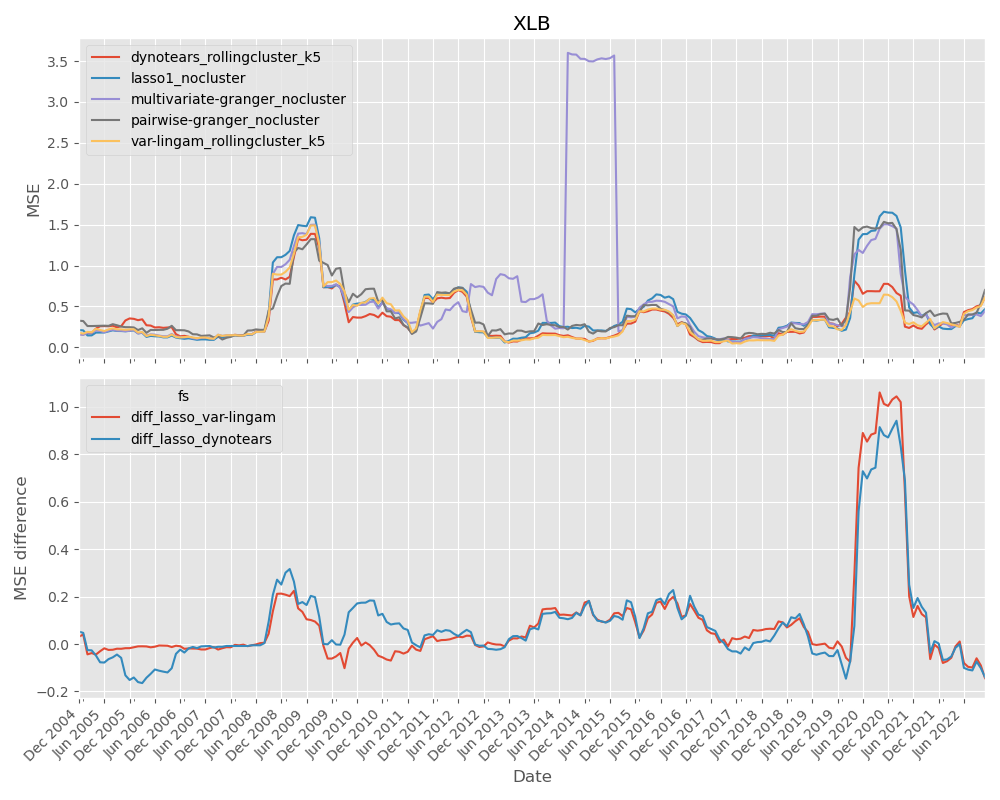 XLB
dynotears_rollingcluster_k5
lasso1_nocluster
multivariate-granger_nocluster
pairwise-granger_nocluster
var-lingam_rollingcluster_k5
MSE
3.5
3.0
2.5
2.0
1.5
1.0
0.5
0.0
fs
diff_lasso_var-lingam
diff_lasso_dynotears
MSE difference
1.0
0.8
0.6
0.4
0.2
0.0
−0.2
Dec 2004
Jun 2005
Dec 2005
Jun 2006
Dec 2006
Jun 2007
Dec 2007
Jun 2008
Dec 2008
Jun 2009
Dec 2009
Jun 2010
Dec 2010
Jun 2011
Dec 2011
Jun 2012
Dec 2012
Jun 2013
Dec 2013
Jun 2014
Dec 2014
Jun 2015
Dec 2015
Jun 2016
Dec 2016
Jun 2017
Dec 2017
Jun 2018
Dec 2018
Jun 2019
Dec 2019
Jun 2020
Dec 2020
Jun 2021
Dec 2021
Jun 2022
Date